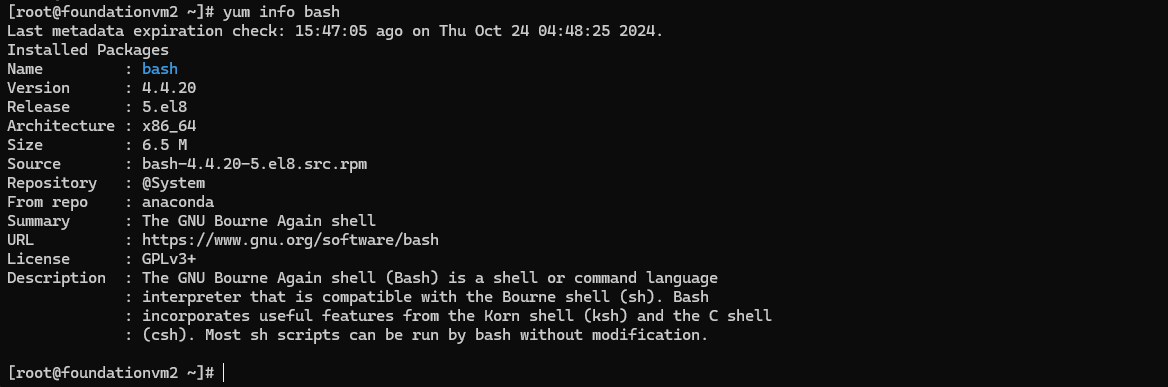 [root@foundationvm2 ~]# yum info bash
Last metadata expiration check: 15:47:05 ago on Thu Oct 24 04:48:25 2024.
Installed Packages
Name         : bash
Version      : 4.4.20
Release      : 5.el8
Architecture : x86_64
Size         : 6.5 M
Source       : bash-4.4.20-5.el8.src.rpm
Repository   : @System
From repo    : anaconda
Summary      : The GNU Bourne Again shell
URL          : https://www.gnu.org/software/bash
License      : GPLv3+
Description  : The GNU Bourne Again shell (Bash) is a shell or command language
             : interpreter that is compatible with the Bourne shell (sh). Bash
             : incorporates useful features from the Korn shell (ksh) and the C shell
             : (csh). Most sh scripts can be run by bash without modification.

[root@foundationvm2 ~]#